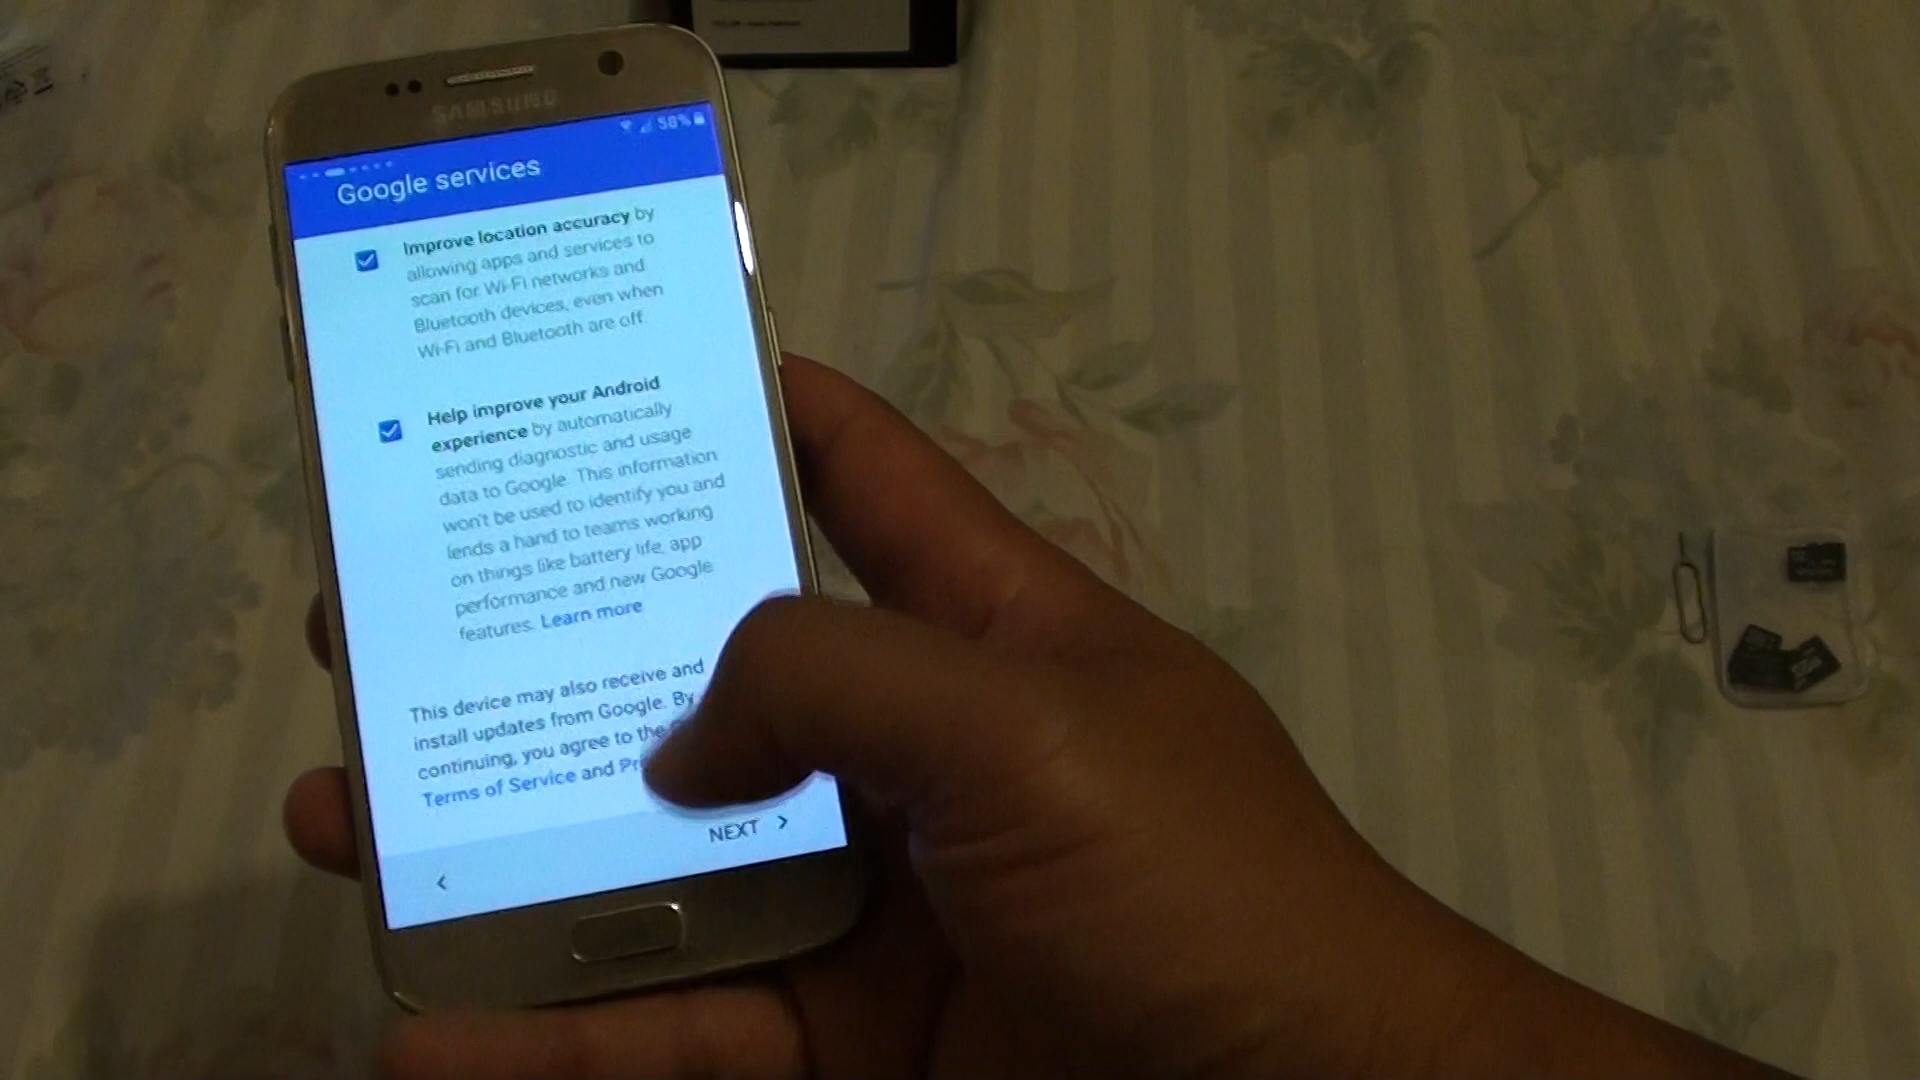 SAMSUNG
58%
Google services
Improve location accuracy by
allowing apps and services to
scan for Wi-Fi networks and
Bluetooth devices, even when
Wi-Fi and Bluetooth are off.
Help improve your Android
experience by automatically
sending diagnostic and usage
data to Google. This information
won't be used to identify you and
lends a hand to teams working
on things like battery life, app
performance and new Google
features. Learn more
This device may also receive and
install updates from Google. By
continuing, you agree to the
Terms of Service and
NEXT >
<